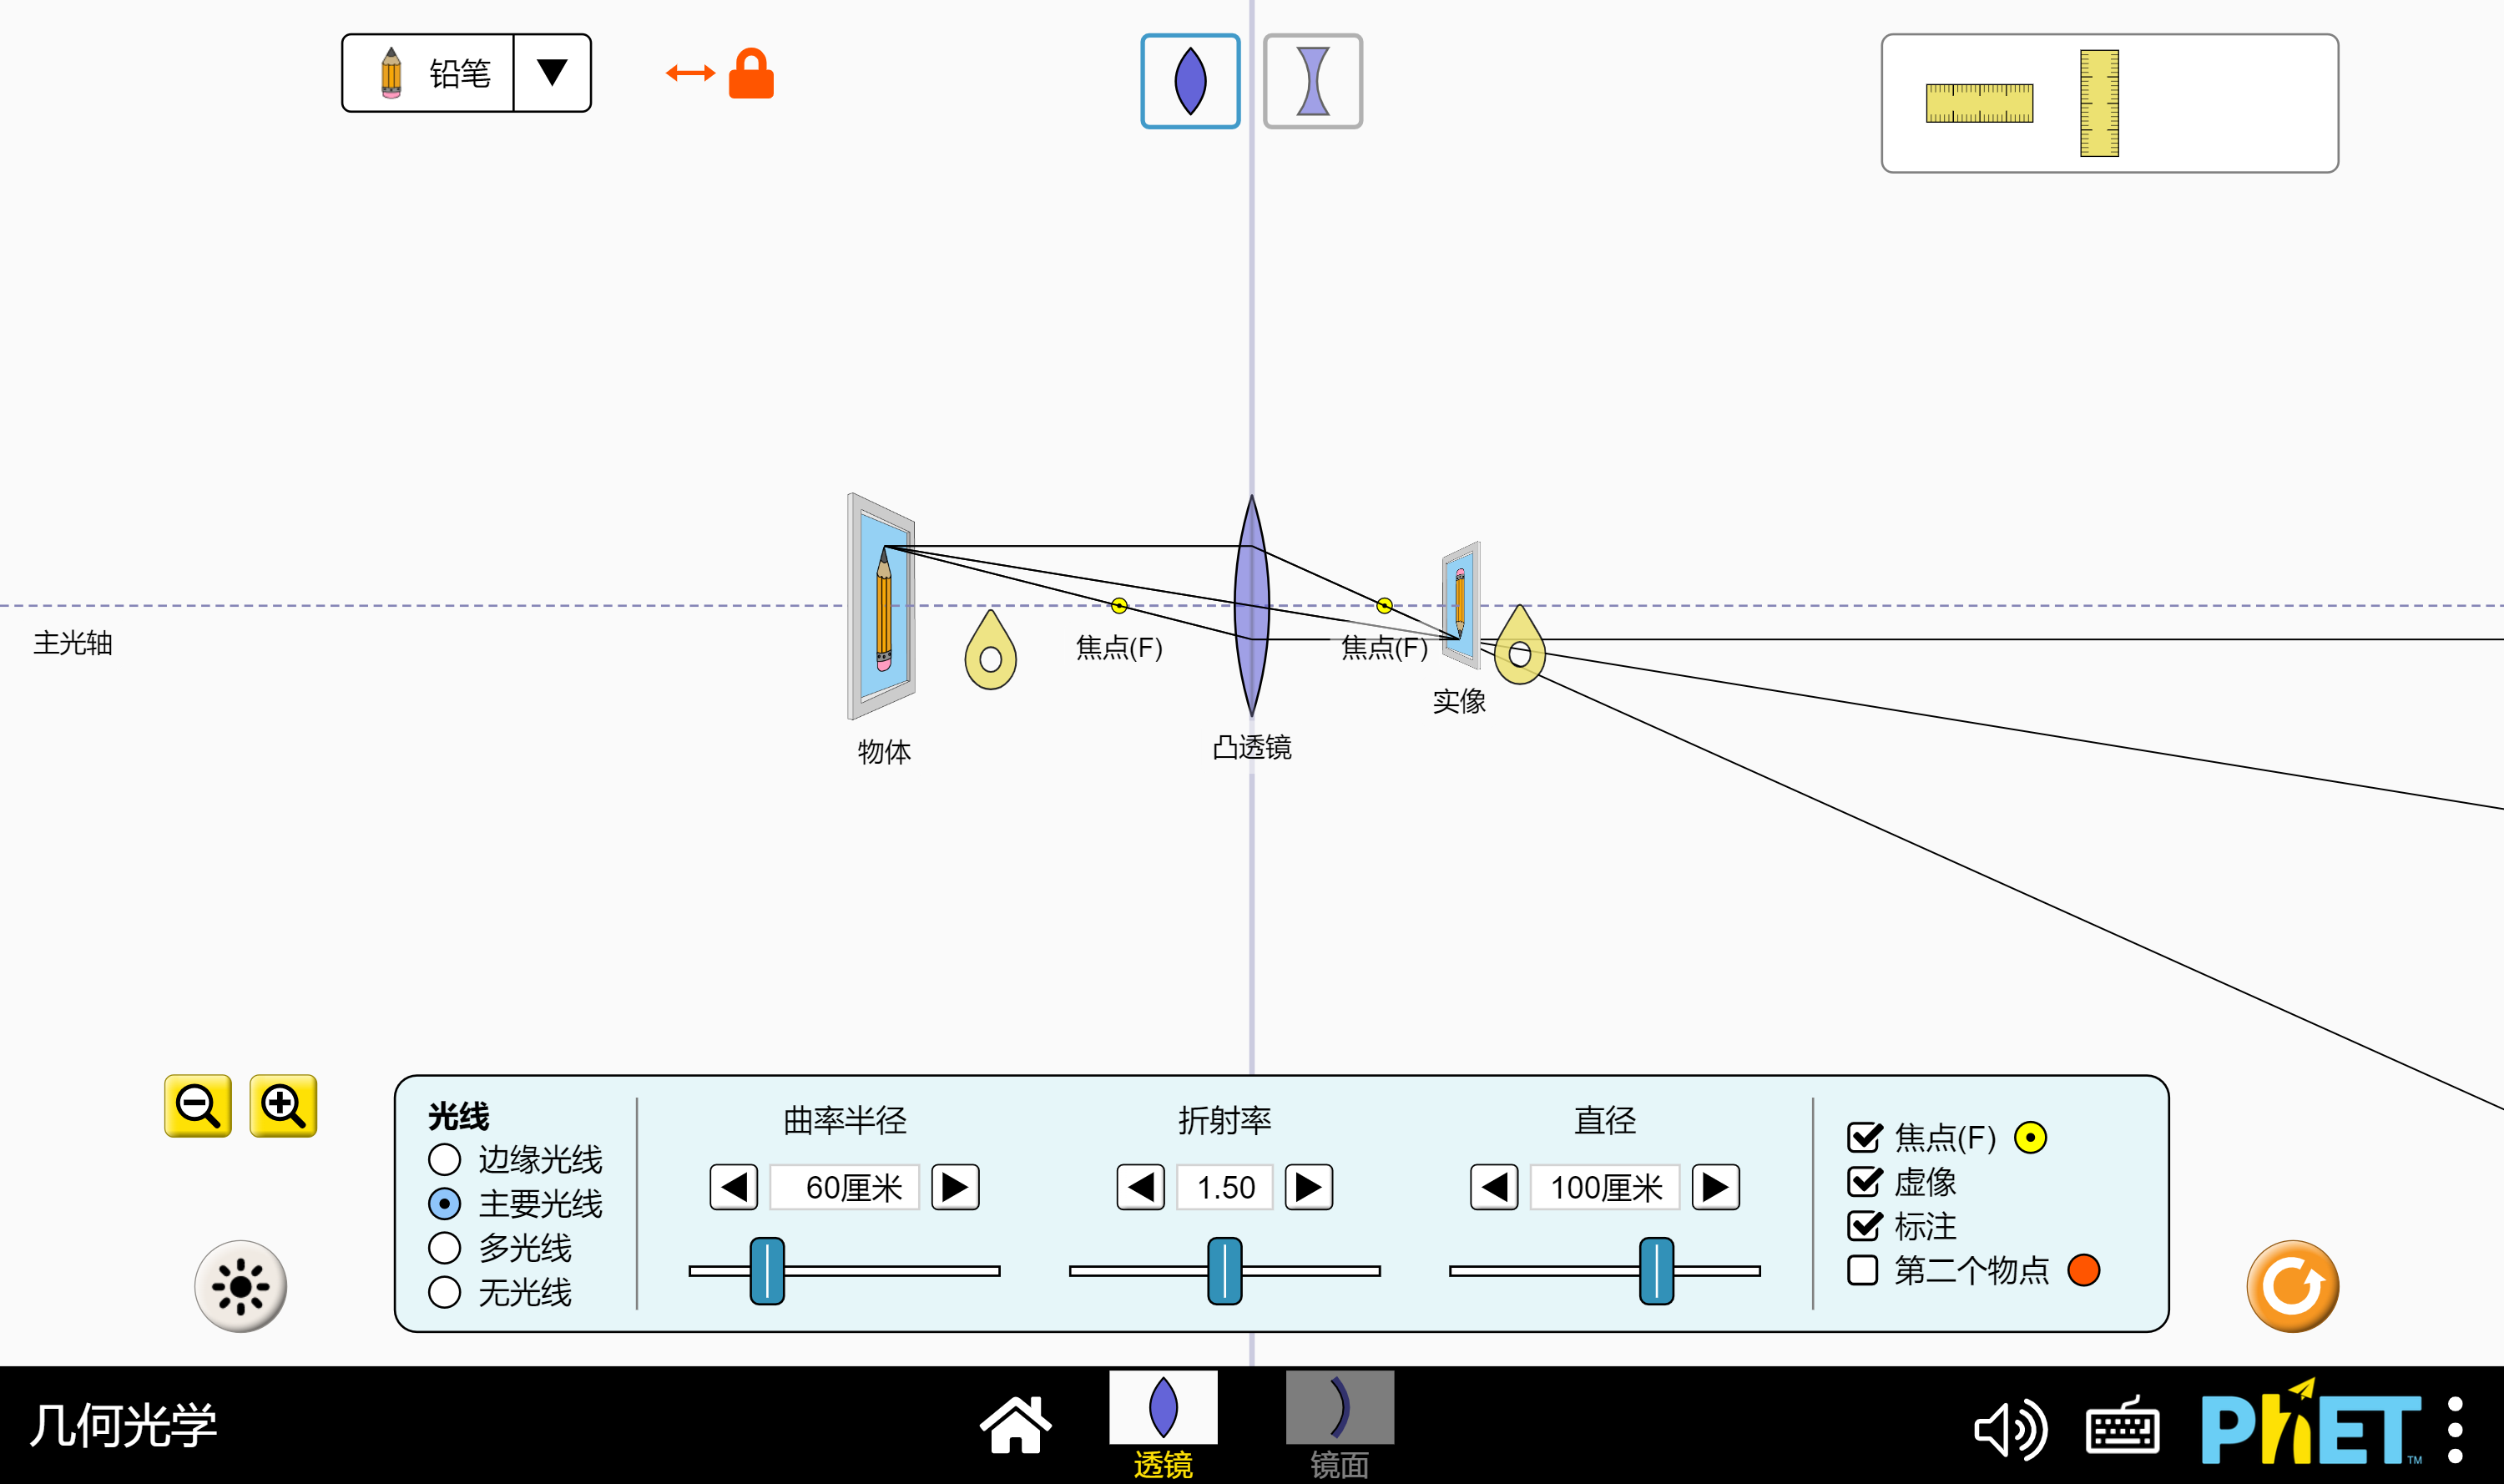 铅笔
主光轴
焦点(F)
焦点(F)
实像
物体
凸透镜
光线
边缘光线
主要光线
多光线
无光线
曲率半径
60厘米
折射率
1.50
直径
100厘米
焦点(F)
虚像
标注
第二个物点
几何光学
透镜
镜面
PhET™